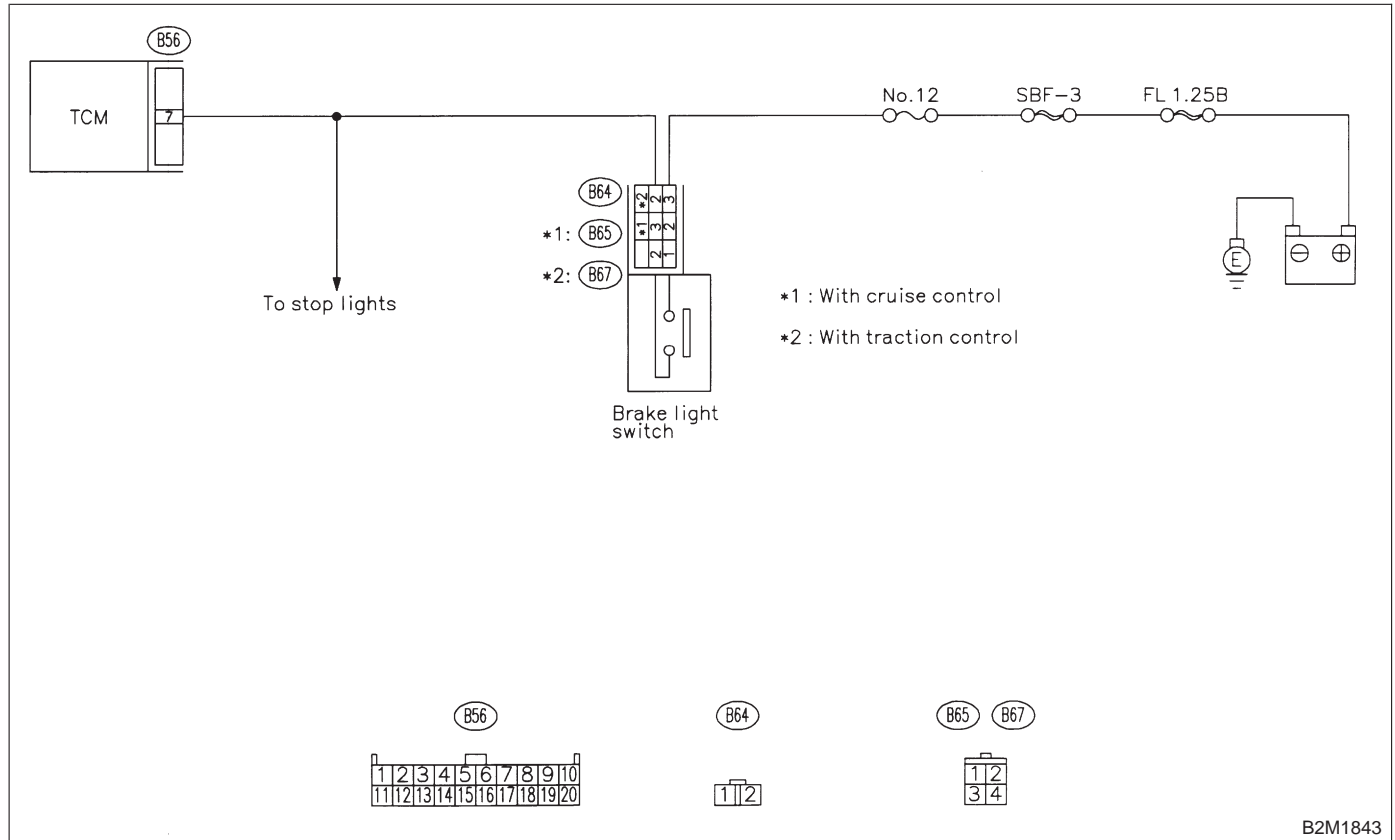 B56
TCM
7
No.12
SBF-3
FL 1.25B
B64
*2 2 3
*1: B65
*1 3 2
*2: B67
2 1
E
⊖ ⊕
To stop lights
*1 : With cruise control
*2 : With traction control
Brake light
switch
B56
B64
B65 B67
1 2 3 4 5 6 7 8 9 10
11 12 13 14 15 16 17 18 19 20
1 2
1 2
3 4
B2M1843